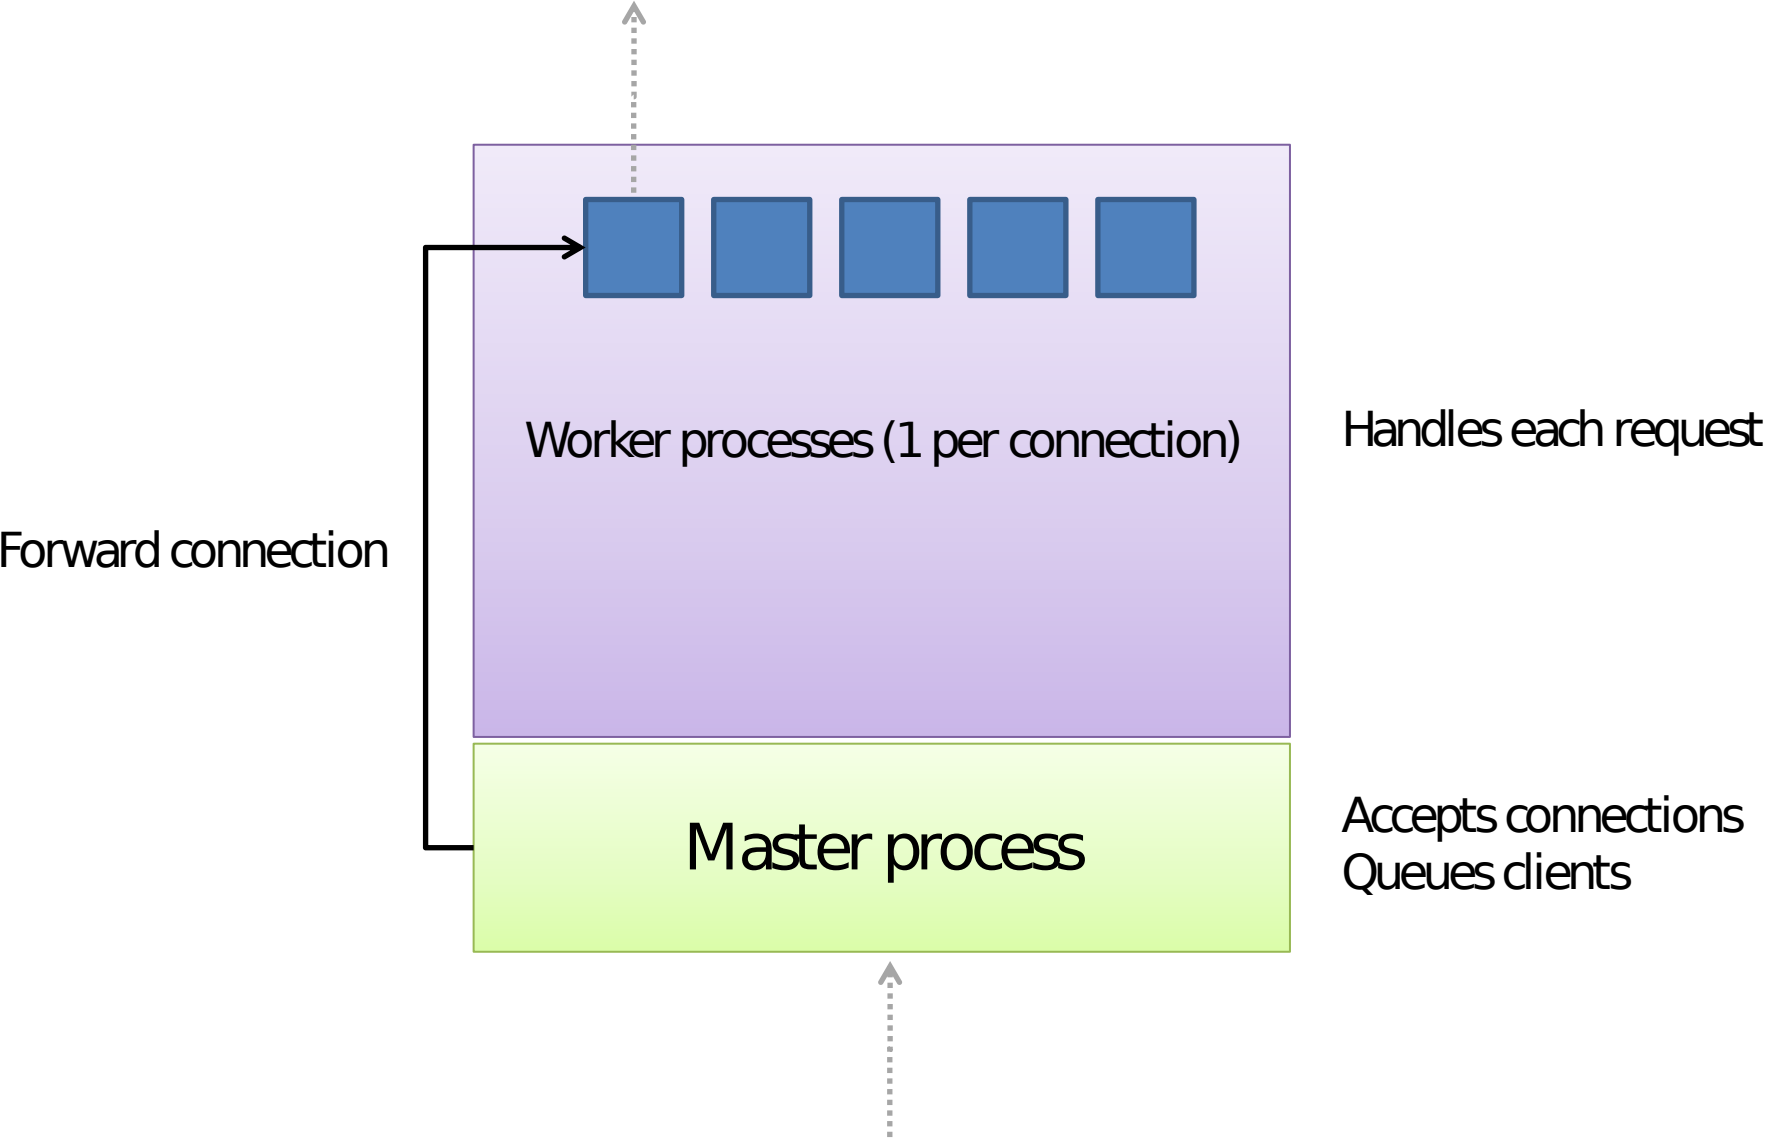 Worker processes (1 per connection)
Handles each request
Forward connection
Master process
Accepts connections
Queues clients